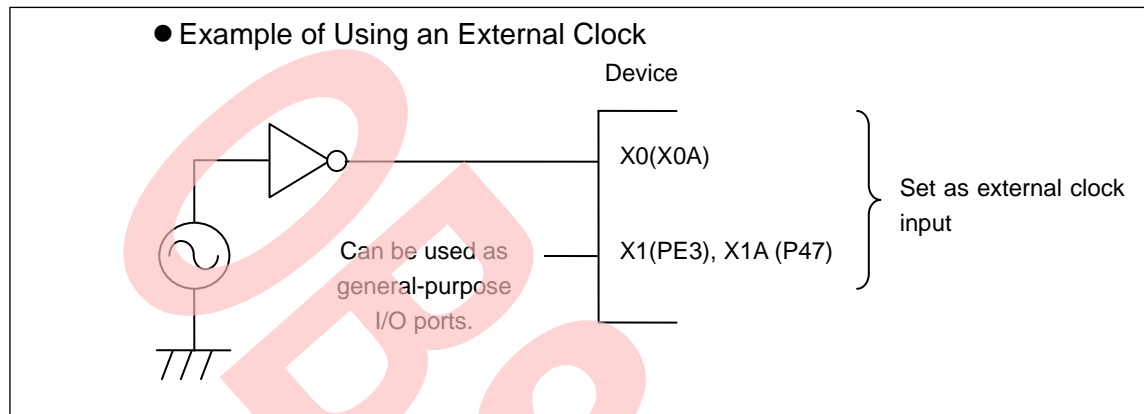 ● Example of Using an External Clock
Device
X0(X0A)
Set as external clock
input
Can be used as
general-purpose
I/O ports.
X1(PE3), X1A (P47)